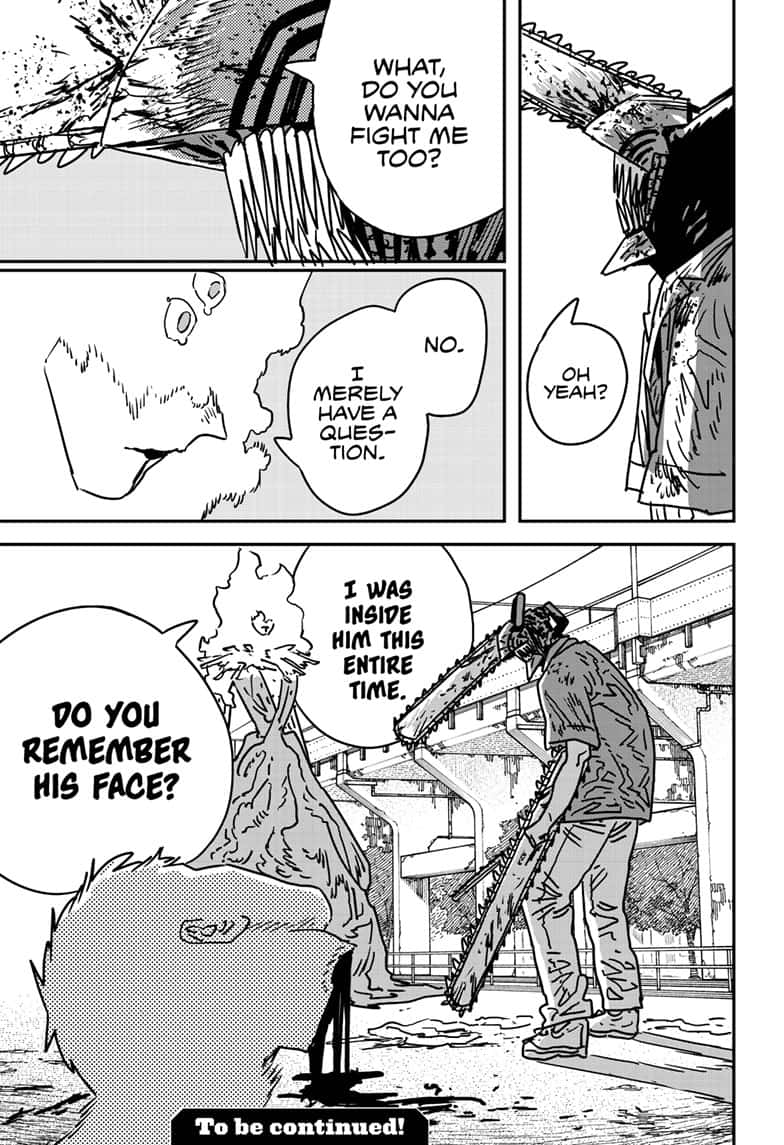 OH
YEAH?
WHAT,
DO YOU
WANNA
FIGHT ME
TOO?
NO.
I
MERELY
HAVE A
QUES-
TION.
I WAS
INSIDE
HIM THIS
ENTIRE
TIME.
DO YOU
REMEMBER
HIS FACE?
To be continued!